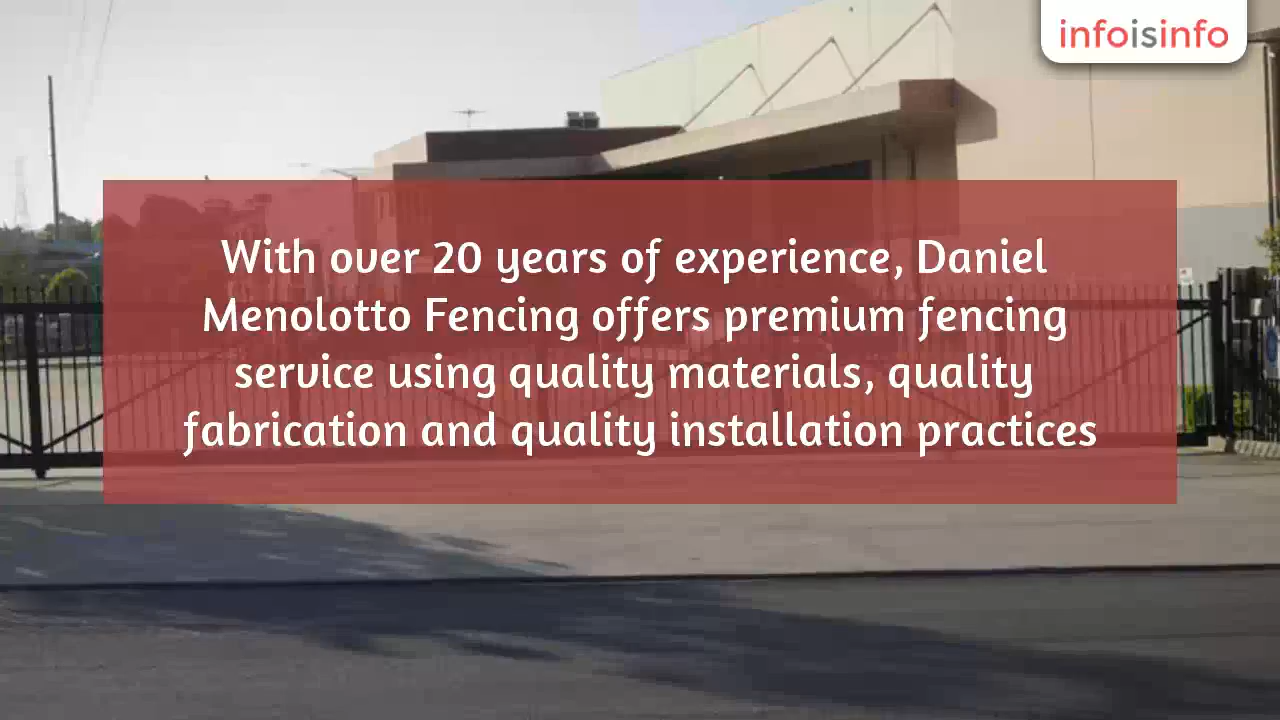 infoisinfo
With over 20 years of experience, Daniel
Menolotto Fencing offers premium fencing
service using quality materials, quality
fabrication and quality installation practices